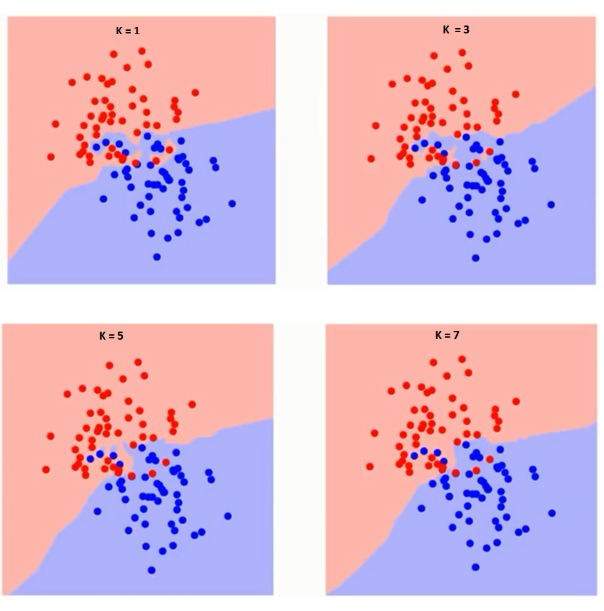 K = 1
K = 3
K = 5
K = 7